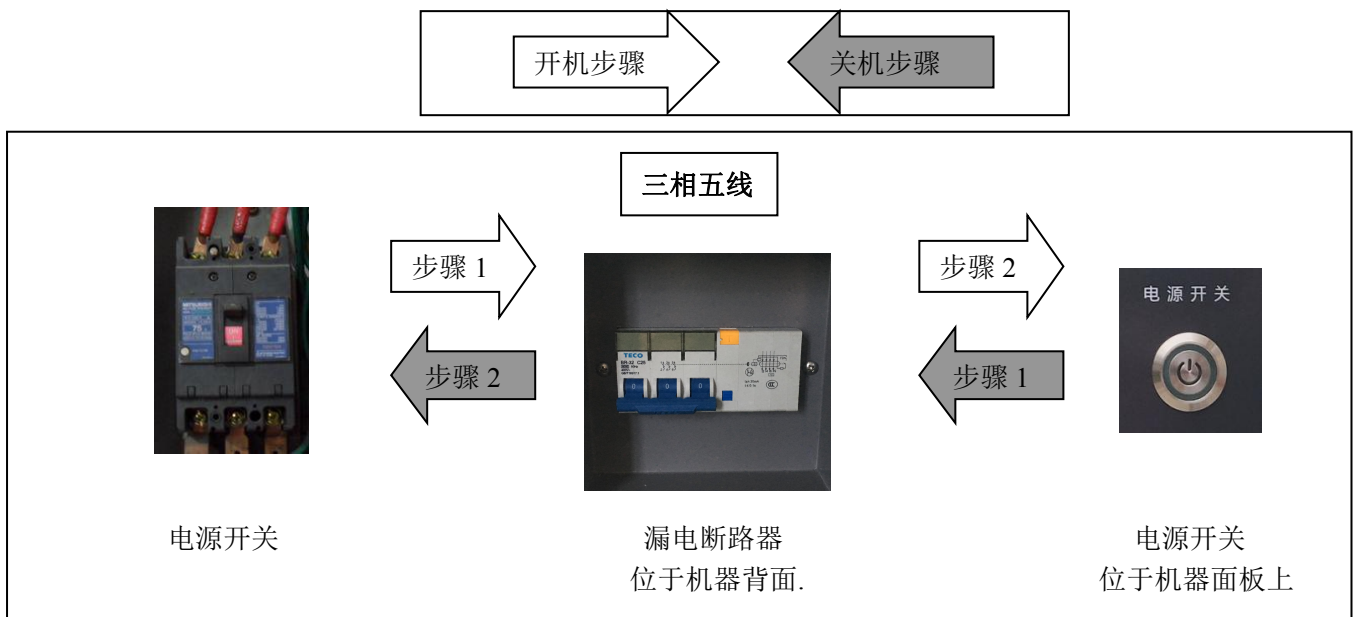 开机步骤
关机步骤
三相五线
步骤 1
步骤 2
电 源 开 关
TECO
步骤 2
步骤 1
电源开关
漏电断路器
电源开关
位于机器背面.
位于机器面板上